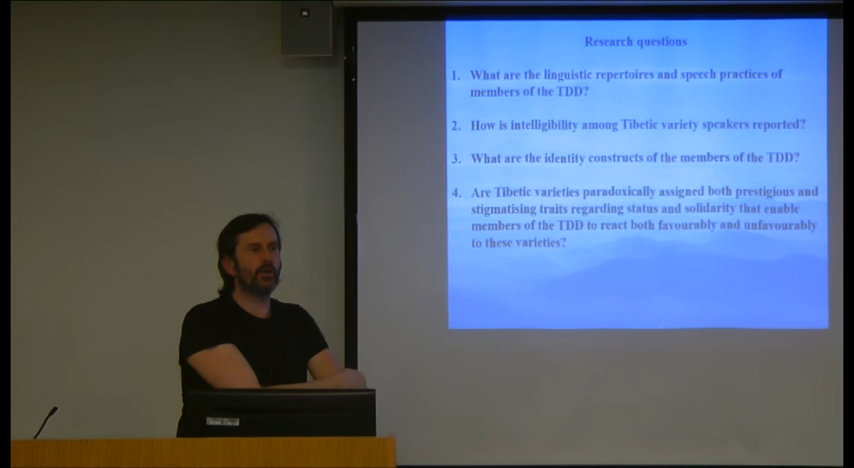 Research questions
1. What are the linguistic repertoires and speech practices of
members of the TDD?
2. How is intelligibility among Tibetic variety speakers reported?
3. What are the identity constructs of the members of the TDD?
4. Are Tibetic varieties paradoxically assigned both prestigious and
stigmatising traits regarding status and solidarity that enable
members of the TDD to react both favourably and unfavourably
to these varieties?